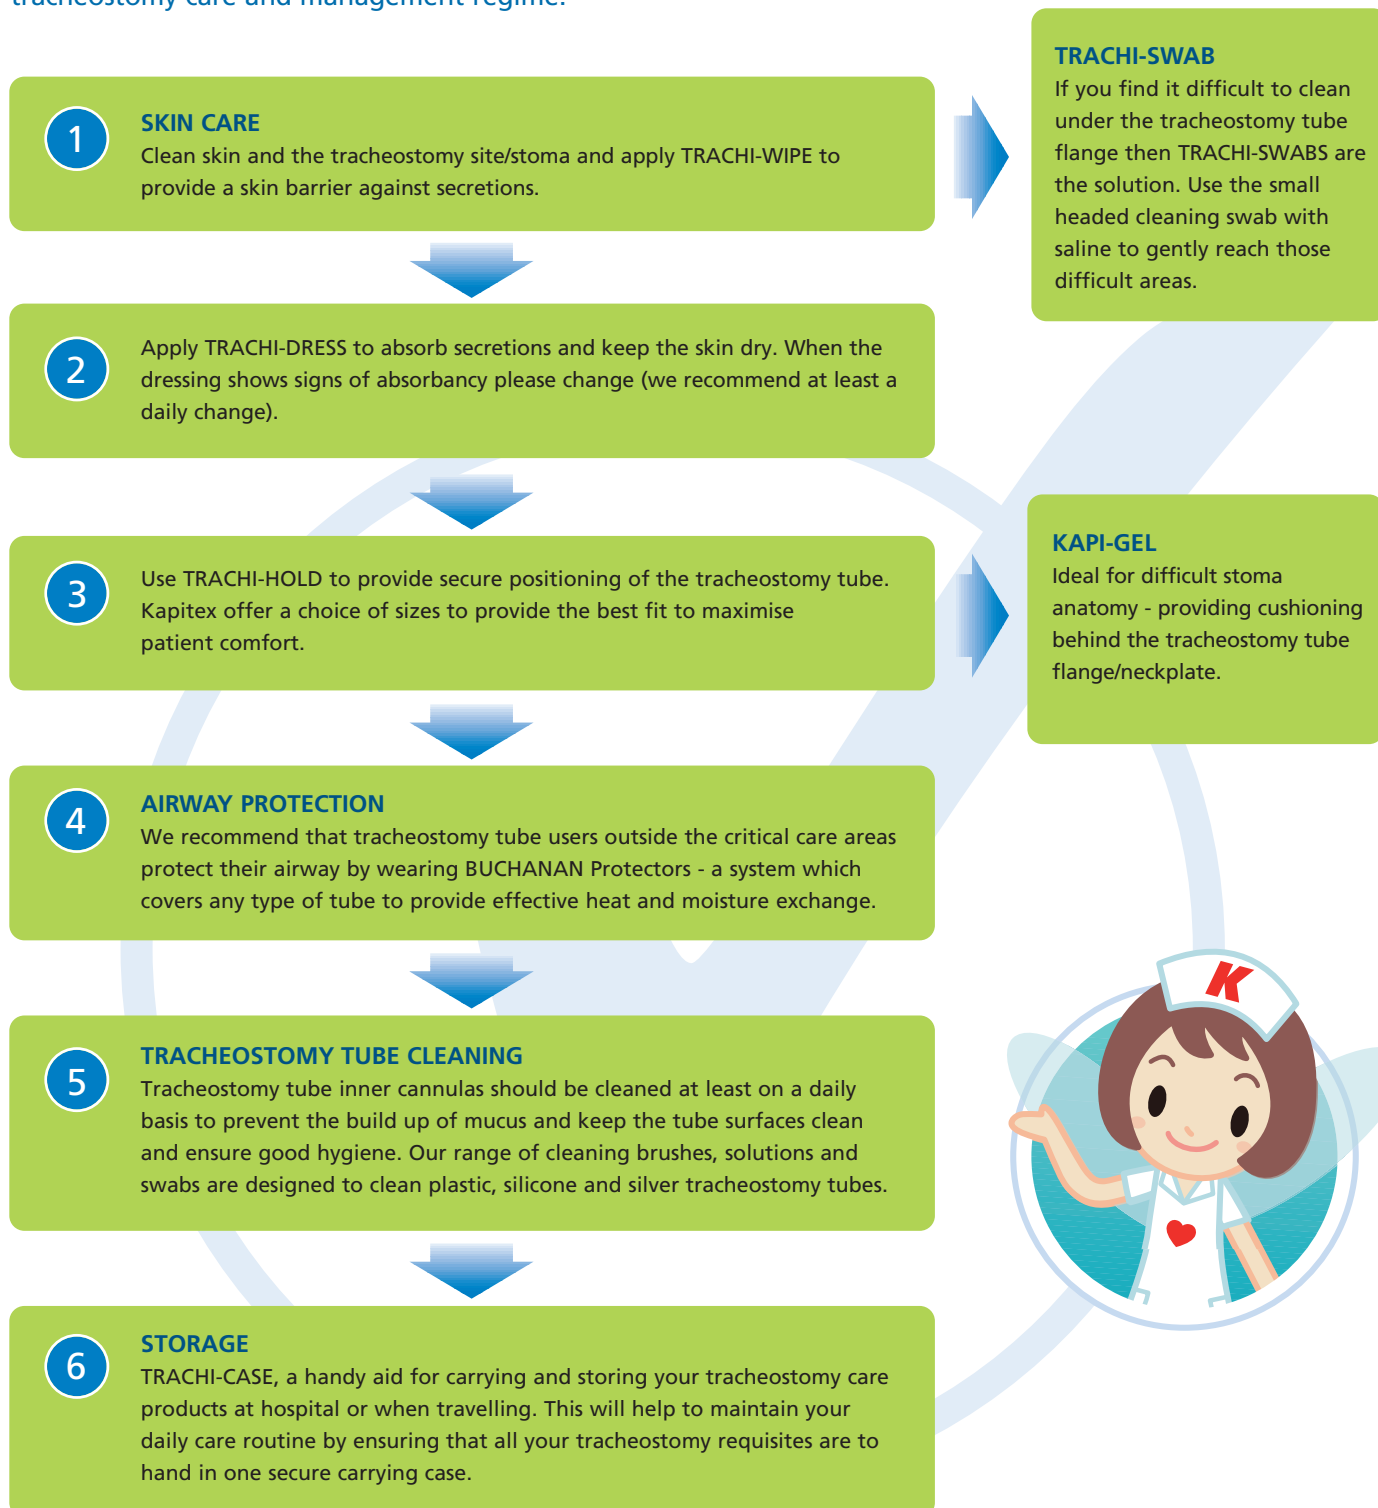 tracheostomy care and management regime.
1
SKIN CARE
Clean skin and the tracheostomy site/stoma and apply TRACHI-WIPE to
provide a skin barrier against secretions.
TRACHI-SWAB
If you find it difficult to clean
under the tracheostomy tube
flange then TRACHI-SWABS are
the solution. Use the small
headed cleaning swab with
saline to gently reach those
difficult areas.
2
Apply TRACHI-DRESS to absorb secretions and keep the skin dry. When the
dressing shows signs of absorbancy please change (we recommend at least a
daily change).
3
Use TRACHI-HOLD to provide secure positioning of the tracheostomy tube.
Kapitex offer a choice of sizes to provide the best fit to maximise
patient comfort.
KAPI-GEL
Ideal for difficult stoma
anatomy - providing cushioning
behind the tracheostomy tube
flange/neckplate.
4
AIRWAY PROTECTION
We recommend that tracheostomy tube users outside the critical care areas
protect their airway by wearing BUCHANAN Protectors - a system which
covers any type of tube to provide effective heat and moisture exchange.
5
TRACHEOSTOMY TUBE CLEANING
Tracheostomy tube inner cannulas should be cleaned at least on a daily
basis to prevent the build up of mucus and keep the tube surfaces clean
and ensure good hygiene. Our range of cleaning brushes, solutions and
swabs are designed to clean plastic, silicone and silver tracheostomy tubes.
K
6
STORAGE
TRACHI-CASE, a handy aid for carrying and storing your tracheostomy care
products at hospital or when travelling. This will help to maintain your
daily care routine by ensuring that all your tracheostomy requisites are to
hand in one secure carrying case.